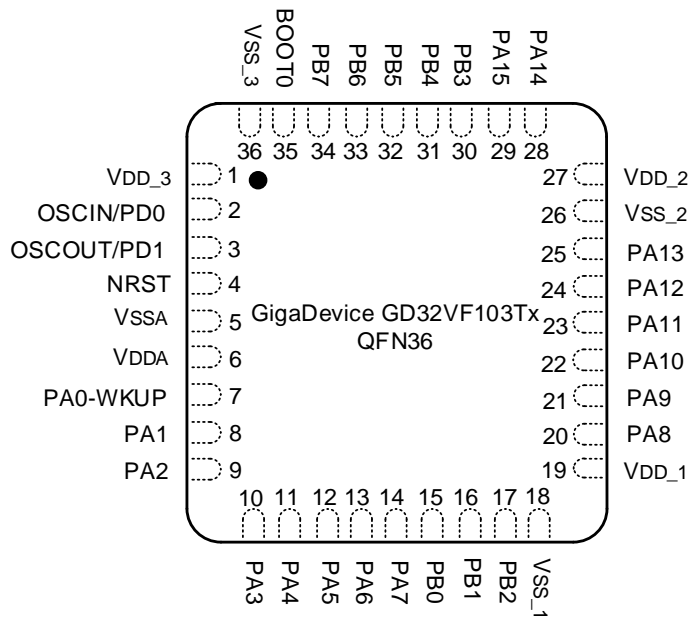 VSS_3 BOOT0 PB7 PB6 PB5 PB4 PB3 PA15 PA14
36 35 34 33 32 31 30 29 28
VDD_3 1 27 VDD_2
OSCIN/PD0 2 26 VSS_2
OSCOUT/PD1 3 25 PA13
NRST 4 24 PA12
VSSA 5 GigaDevice GD32VF103Tx 23 PA11
QFN36
VDDA 6 22 PA10
PA0-WKUP 7 21 PA9
PA1 8 20 PA8
PA2 9 19 VDD_1
10 11 12 13 14 15 16 17 18
PA3 PA4 PA5 PA6 PA7 PB0 PB1 PB2 VSS_1